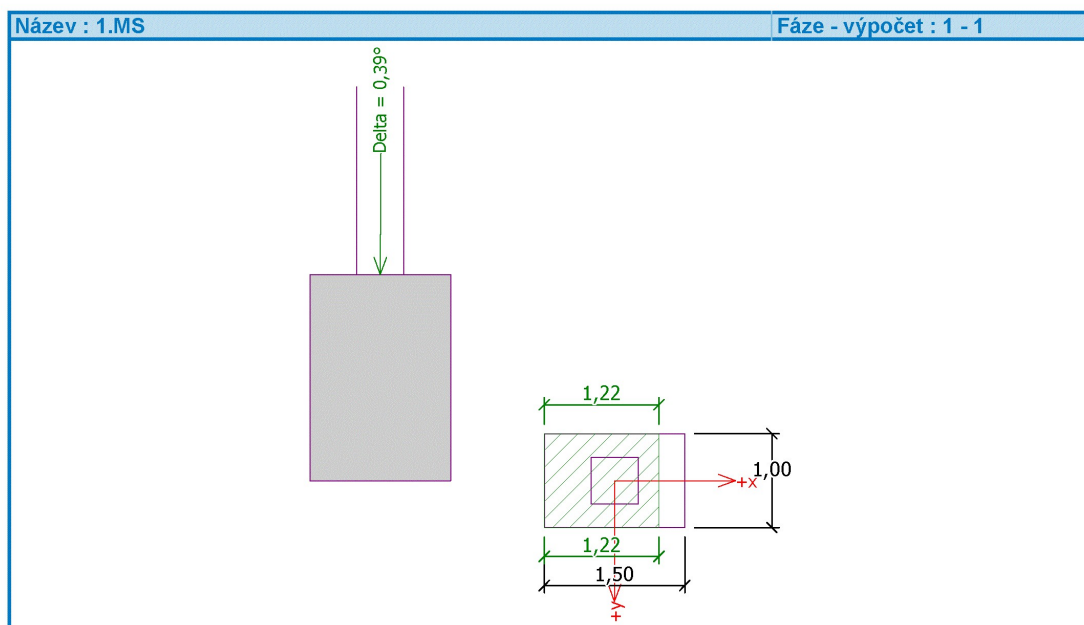 Název : 1.MS
Fáze - výpočet : 1 - 1
Delta = 0,39°
1,22
1,00
+x
1,22
1,50
+y